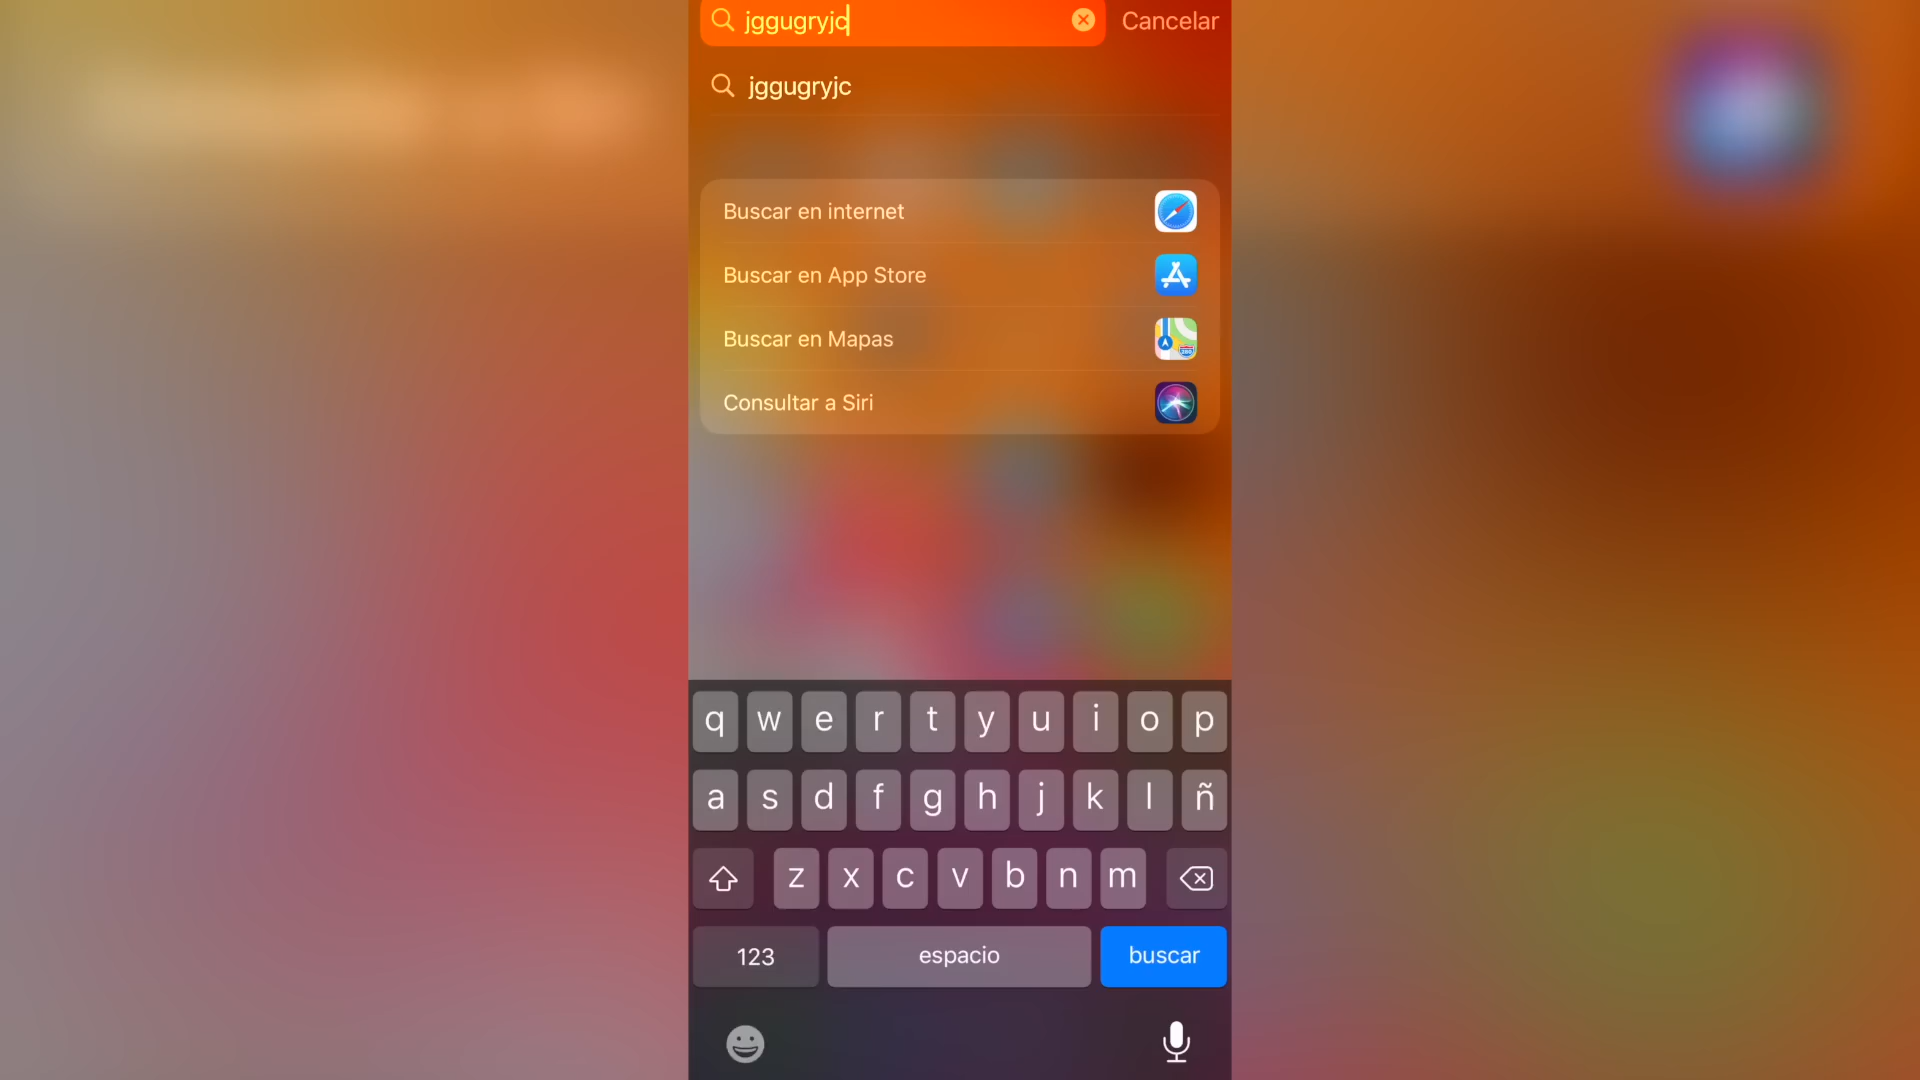 jggugryjc
Cancelar
jggugryjc
Buscar en internet
Buscar en App Store
Buscar en Mapas
Consultar a Siri
q w e r t y u i o p
a s d f g h j k l ñ
z x c v b n m
123 espacio buscar